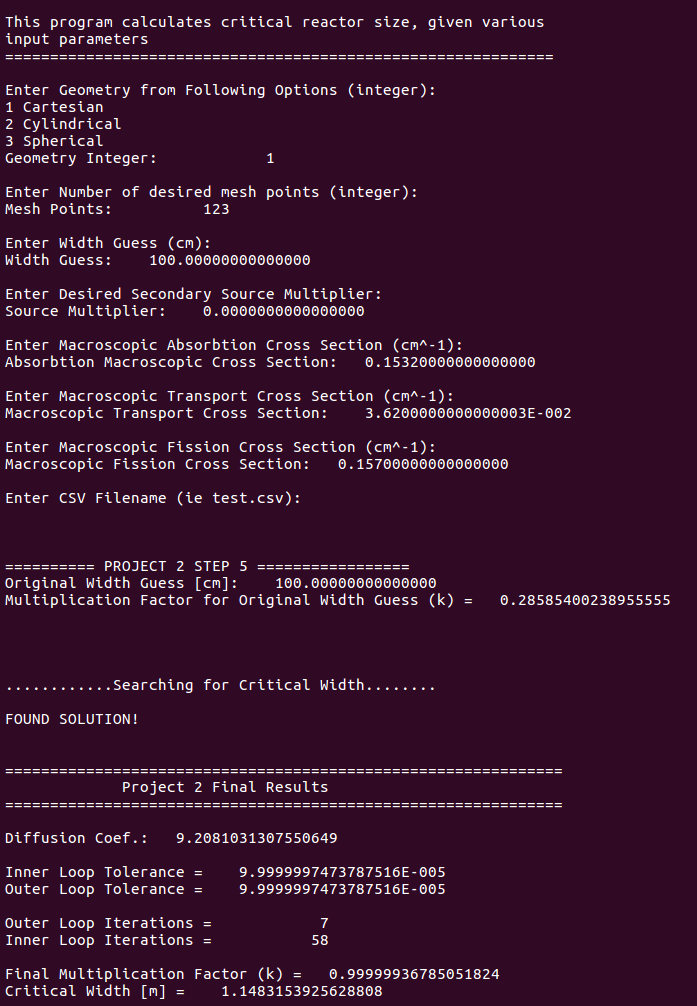 This program calculates critical reactor size, given various
input parameters
=============================================================
Enter Geometry from Following Options (integer):
1 Cartesian
2 Cylindrical
3 Spherical
Geometry Integer:            1
Enter Number of desired mesh points (integer):
Mesh Points:          123
Enter Width Guess (cm):
Width Guess:    100.00000000000000
Enter Desired Secondary Source Multiplier:
Source Multiplier:    0.0000000000000000
Enter Macroscopic Absorbtion Cross Section (cm^-1):
Absorbtion Macroscopic Cross Section:   0.15320000000000000
Enter Macroscopic Transport Cross Section (cm^-1):
Macroscopic Transport Cross Section:    3.6200000000000003E-002
Enter Macroscopic Fission Cross Section (cm^-1):
Macroscopic Fission Cross Section:   0.15700000000000000
Enter CSV Filename (ie test.csv):
========== PROJECT 2 STEP 5 =================
Original Width Guess [cm]:    100.00000000000000
Multiplication Factor for Original Width Guess (k) =   0.28585400238955555
............Searching for Critical Width........
FOUND SOLUTION!
==============================================================
Project 2 Final Results
==============================================================
Diffusion Coef.:   9.2081031307550649
Inner Loop Tolerance =    9.9999997473787516E-005
Outer Loop Tolerance =    9.9999997473787516E-005
Outer Loop Iterations =            7
Inner Loop Iterations =           58
Final Multiplication Factor (k) =   0.99999936785051824
Critical Width [m] =    1.1483153925628808